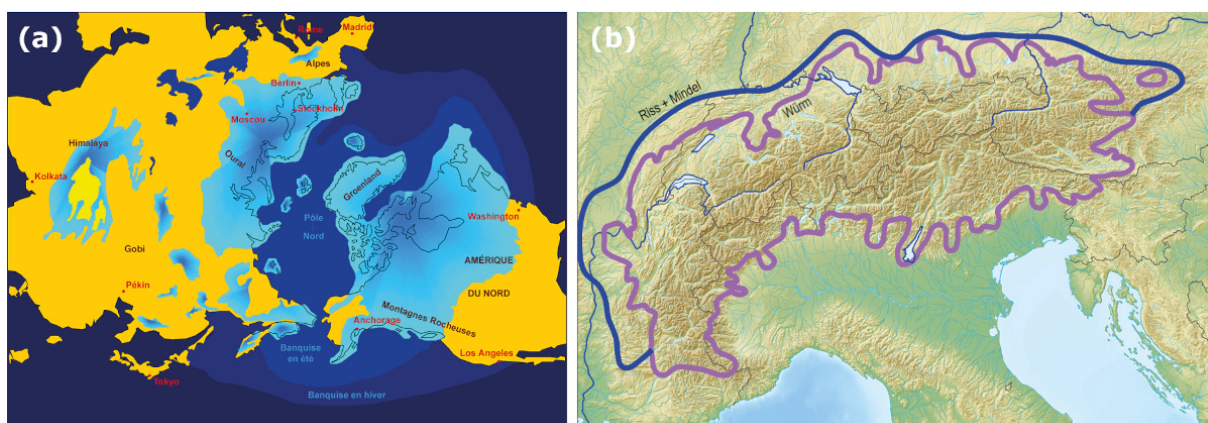 (a)
Rome
Madrid
Alpes
Berlin
Stockholm
Moscou
Himalaya
Oural
Kolkata
Groenland
Washington
Pôle
Nord
Gobi
AMÉRIQUE
DU NORD
Pékin
Montagnes Rocheuses
Anchorage
Banquise
en été
Los Angeles
Tokyo
Banquise en hiver
(b)
Riss + Mindel
Würm